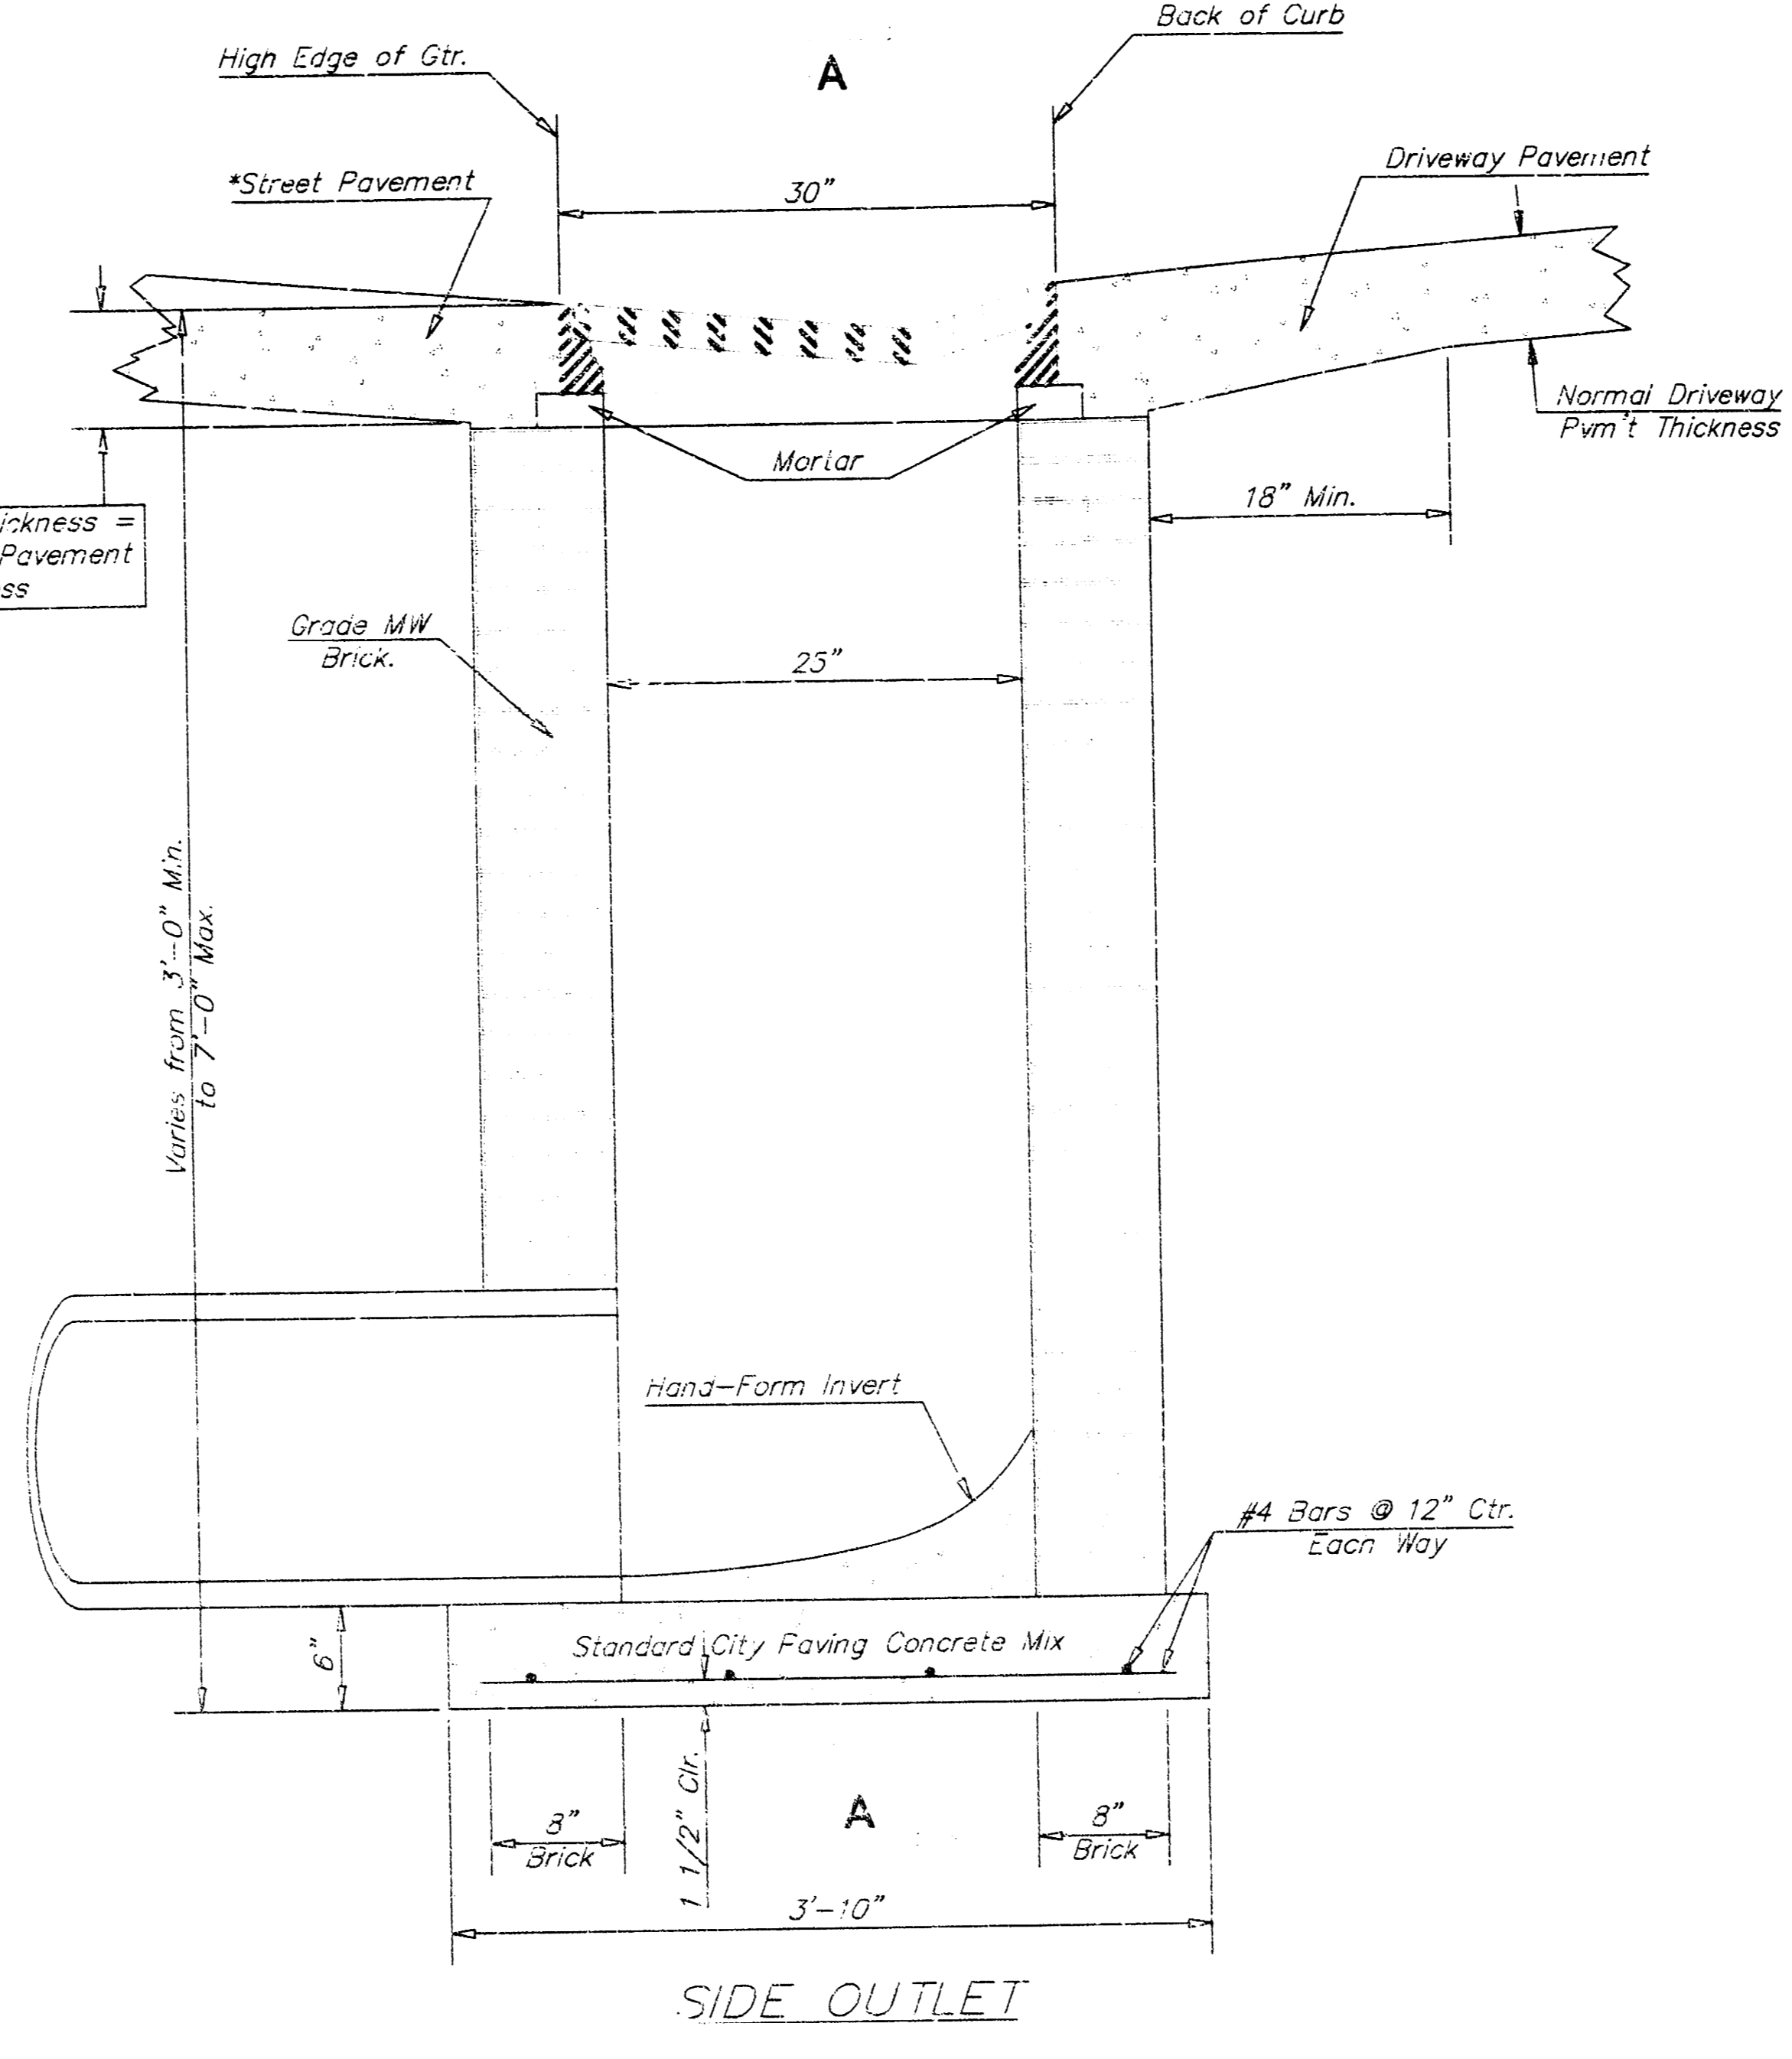 Back of Curb
High Edge of Gtr.
A
Driveway Pavement
*Street Pavement
30"
Normal Driveway
Pvm't Thickness
Mortar
18" Min.
ickness =
Pavement
ss
Grade MW
Brick.
25"
Varies from 3'-0" Min.
to 7'-0" Max.
Hand-Form Invert
#4 Bars @ 12" Ctr.
Each Way
6"
Standard City Paving Concrete Mix
1 1/2" Clr.
A
8"
Brick
8"
Brick
3'-10"
SIDE OUTLET